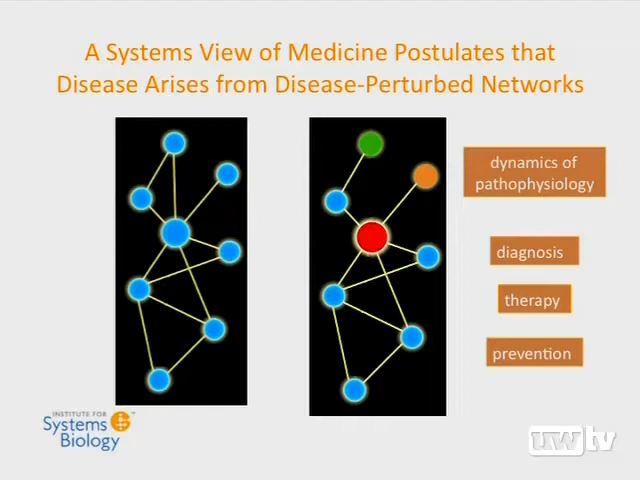 A Systems View of Medicine Postulates that
Disease Arises from Disease-Perturbed Networks
dynamics of
pathophysiology
diagnosis
therapy
prevention
INSTITUTE FOR
Systems
Biology
uwtv